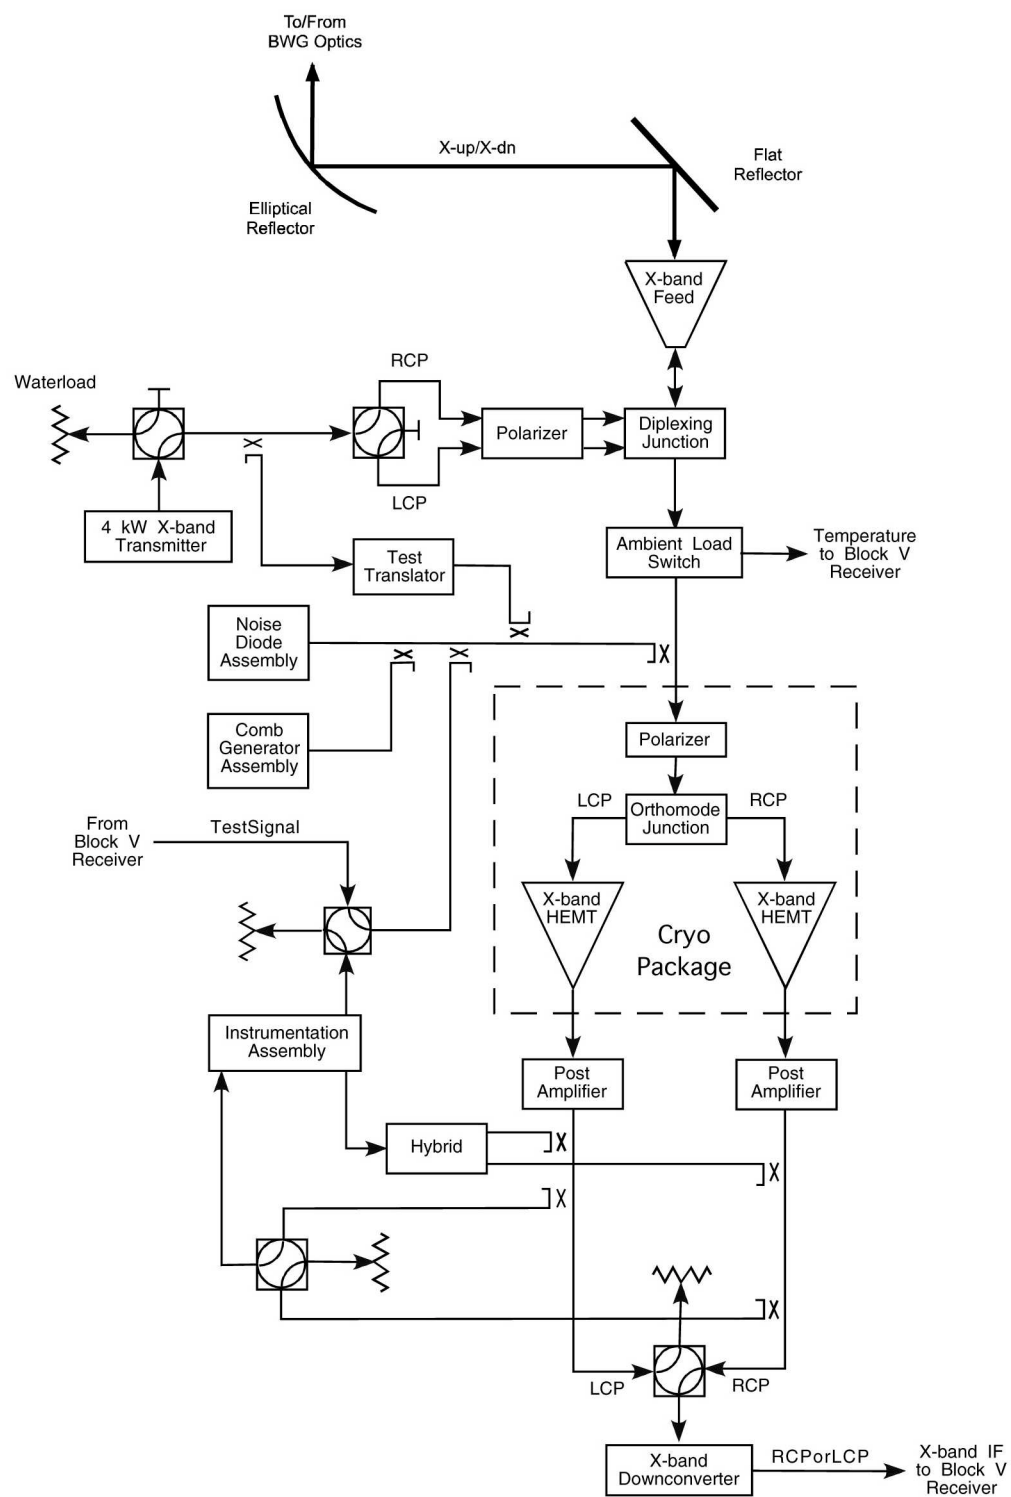 To/From
BWG Optics
X-up/X-dn
Flat
Reflector
Elliptical
Reflector
X-band
Feed
RCP
Waterload
Polarizer
Diplexing
Junction
LCP
4 kW X-band
Transmitter
Ambient Load
Switch
Temperature
to Block V
Receiver
Test
Translator
Noise
Diode
Assembly
Comb
Generator
Assembly
Polarizer
LCP
Orthomode
Junction
RCP
From
Block V
Receiver
TestSignal
X-band
HEMT
X-band
HEMT
Cryo
Package
Instrumentation
Assembly
Post
Amplifier
Post
Amplifier
Hybrid
LCP
RCP
X-band
Downconverter
RCPorLCP
X-band IF
to Block V
Receiver